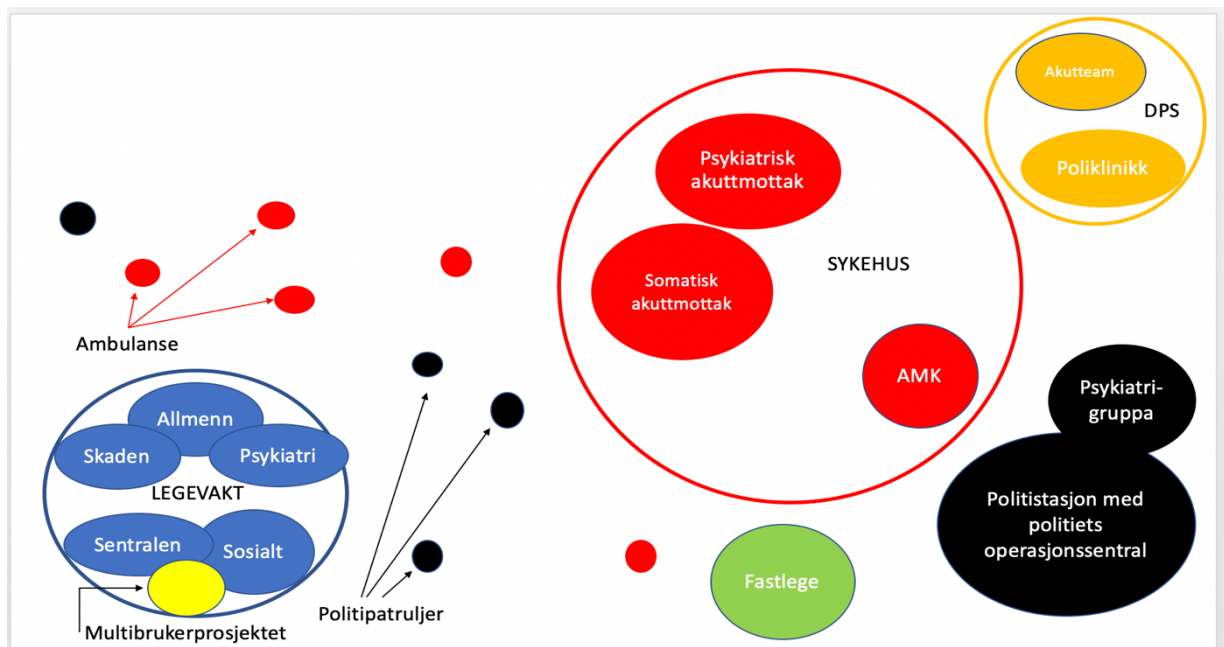 Akutteam
DPS
Poliklinikk
Psykiatrisk
akuttmottak
SYKEHUS
Somatisk
akuttmottak
AMK
Ambulanse
Allmenn
Skaden
Psykiatri
LEGEVAKT
Sentralen
Sosialt
Multibrukerprosjektet
Politipatruljer
Fastlege
Psykiatri-
gruppa
Politistasjon med
politiets
operasjonssentral